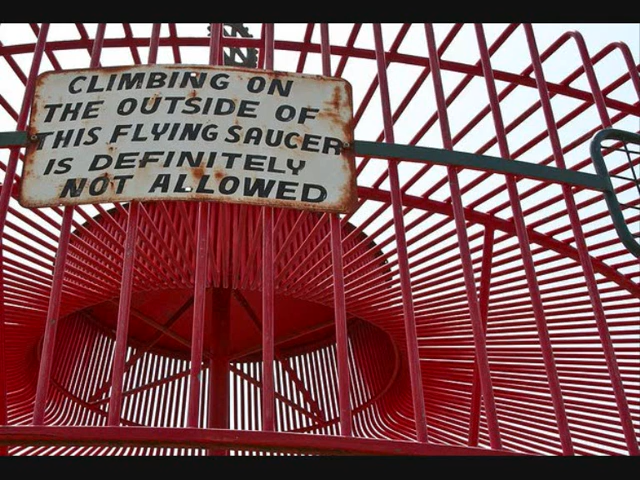 CLIMBING ON
THE OUTSIDE OF
THIS FLYING SAUCER
IS DEFINITELY
NOT ALLOWED